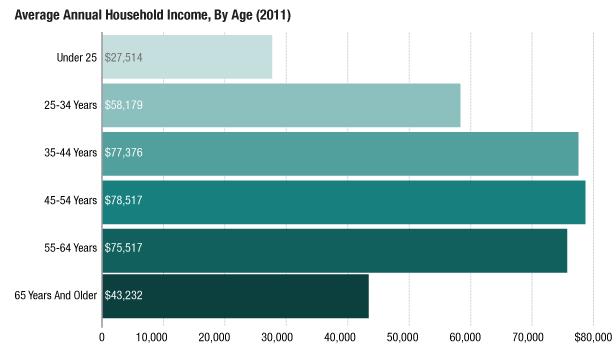 Average Annual Household Income, By Age (2011)
Under 25 $27,514
25-34 Years $58,179
35-44 Years $77,376
45-54 Years $78,517
55-64 Years $75,517
65 Years And Older $43,232
0 10,000 20,000 30,000 40,000 50,000 60,000 70,000 $80,000